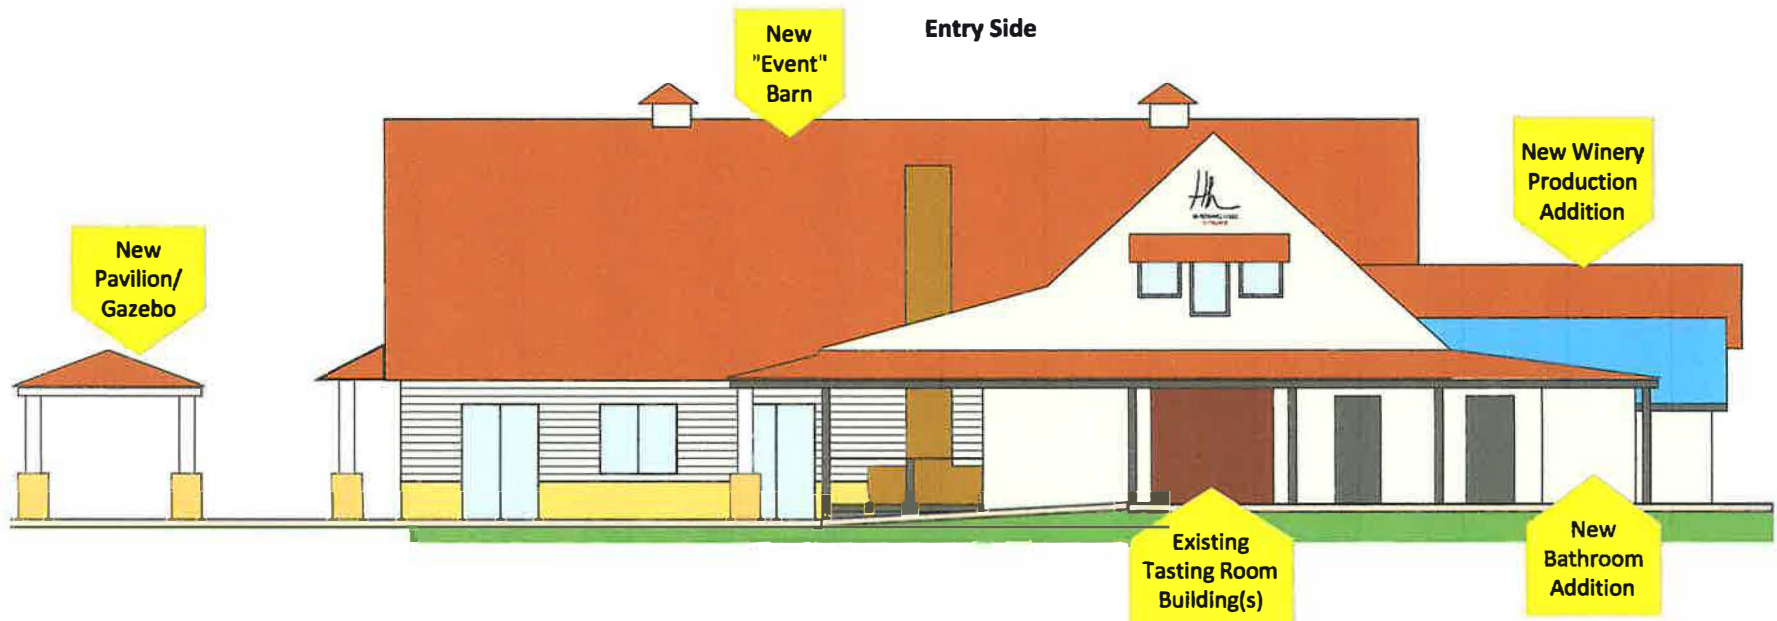 Entry Side
New
"Event"
Barn
New Winery
Production
Addition
New
Pavilion/
Gazebo
Hh
Existing
Tasting Room
Building(s)
New
Bathroom
Addition